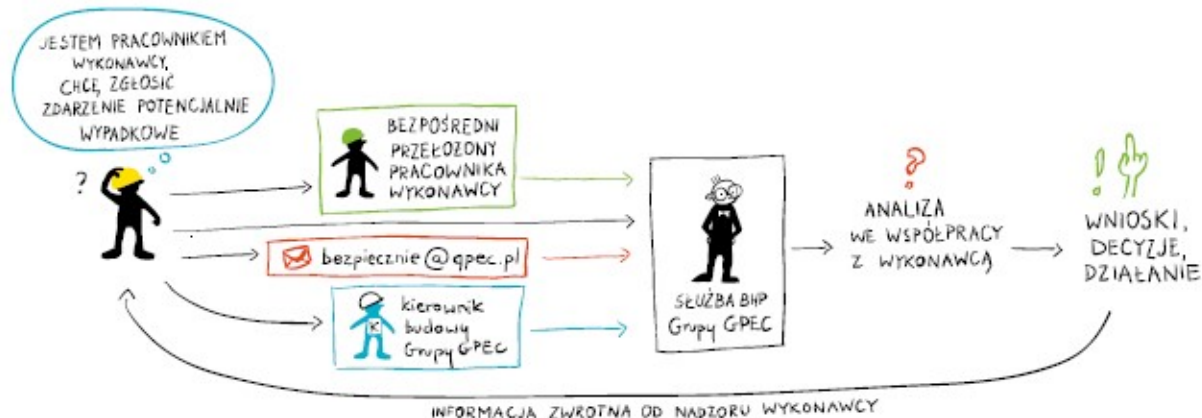 JESTEM PRACOWNIKIEM
WYKONAWCY,
CHCĘ ZGŁOSIĆ
ZDARZENIE POTENCJALNIE
WYPADKOWE
?
BEZPOŚREDNI
PRZEŁOŻONY
PRACOWNIKA
WYKONAWCY
bezpiecznie@gpec.pl
K
kierownik
budowy
Grupy GPEC
SŁUŻBA BHP
Grupy GPEC
?
ANALIZA
WE WSPÓŁPRACY
Z WYKONAWCĄ
!
WNIOSKI,
DECYZJE,
DZIAŁANIE
INFORMACJA ZWROTNA OD NADZORU WYKONAWCY